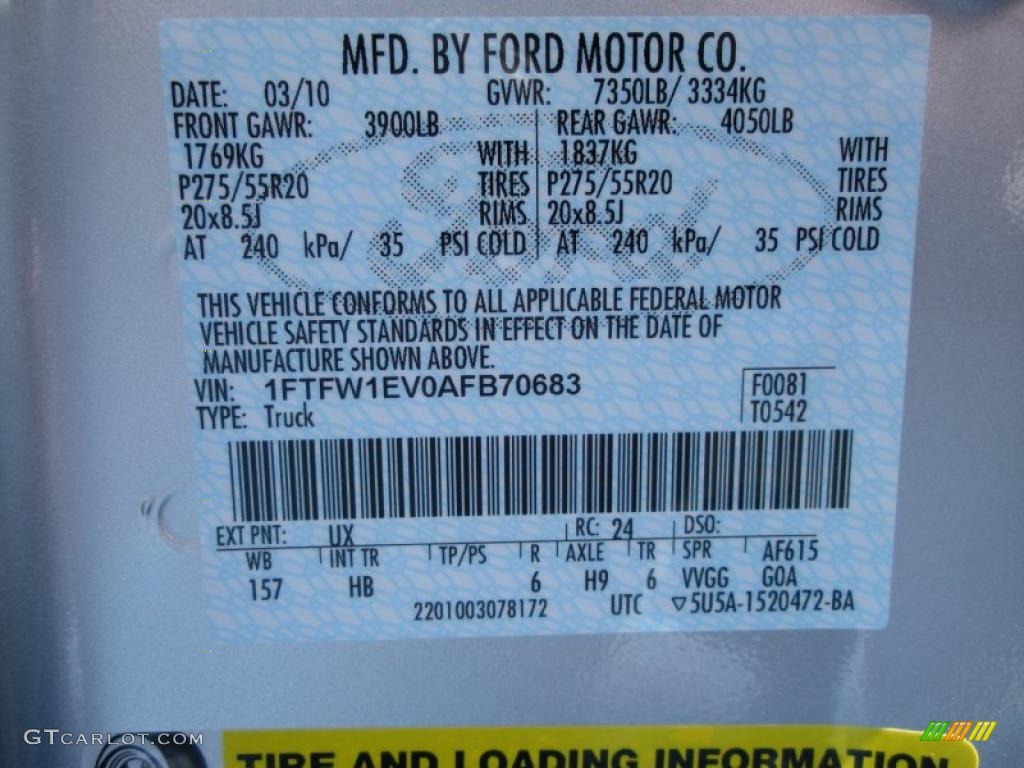 MFD. BY FORD MOTOR CO.
DATE: 03/10 GVWR: 7350LB/ 3334KG
FRONT GAWR: 3900LB REAR GAWR: 4050LB
1769KG WITH 1837KG WITH
P275/55R20 TIRES P275/55R20 TIRES
20x8.5J RIMS 20x8.5J RIMS
AT 240 kPa/ 35 PSI COLD AT 240 kPa/ 35 PSI COLD
THIS VEHICLE CONFORMS TO ALL APPLICABLE FEDERAL MOTOR
VEHICLE SAFETY STANDARDS IN EFFECT ON THE DATE OF
MANUFACTURE SHOWN ABOVE.
VIN: 1FTFW1EV0AFB70683 F0081
TYPE: Truck T0542
EXT PNT: UX RC: 24 DSO:
WB INT TR TP/PS R AXLE TR SPR AF615
157 HB 6 H9 6 VVGG GOA
2201003078172 UTC ▽5U5A-1520472-BA
GTCARLOT.COM
TIRE AND LOADING INFORMATION